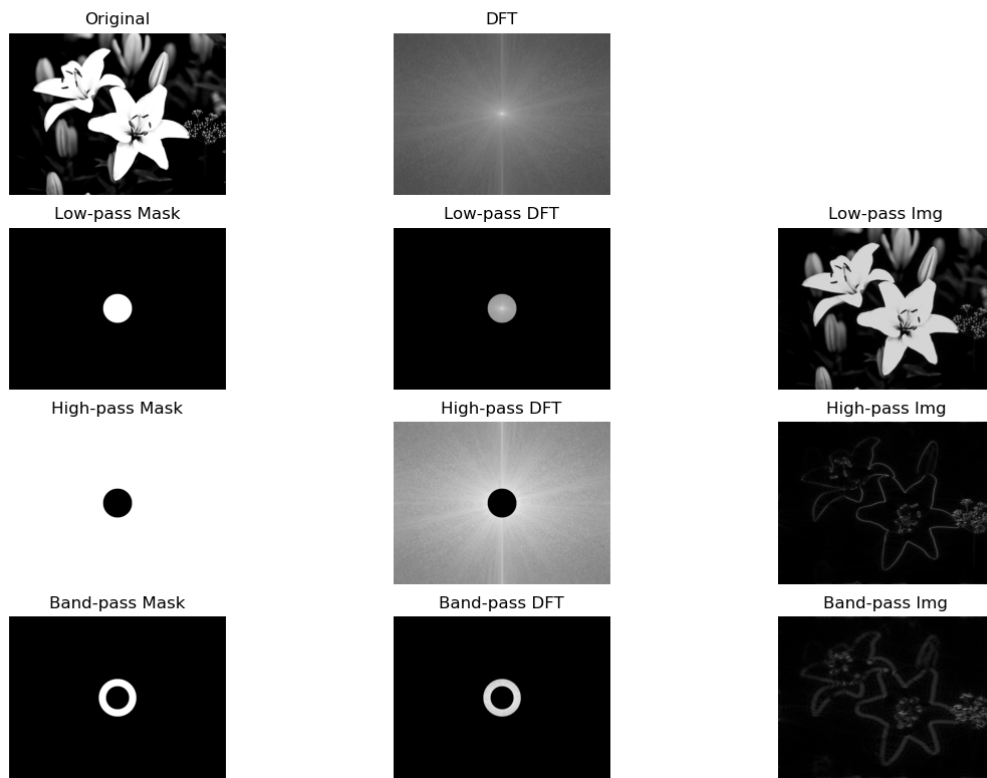 Original
DFT
Low-pass Mask
Low-pass DFT
Low-pass Img
High-pass Mask
High-pass DFT
High-pass Img
Band-pass Mask
Band-pass DFT
Band-pass Img